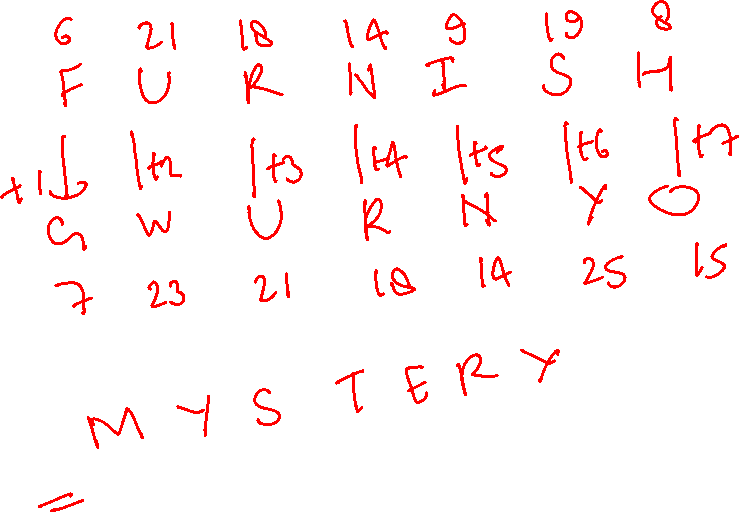 6 21 18 14 9 19 8
F U R N I S H
+1 +2 +3 +4 +5 +6 +7
G W U R N Y O
7 23 21 18 14 25 15
M Y S T E R Y
=